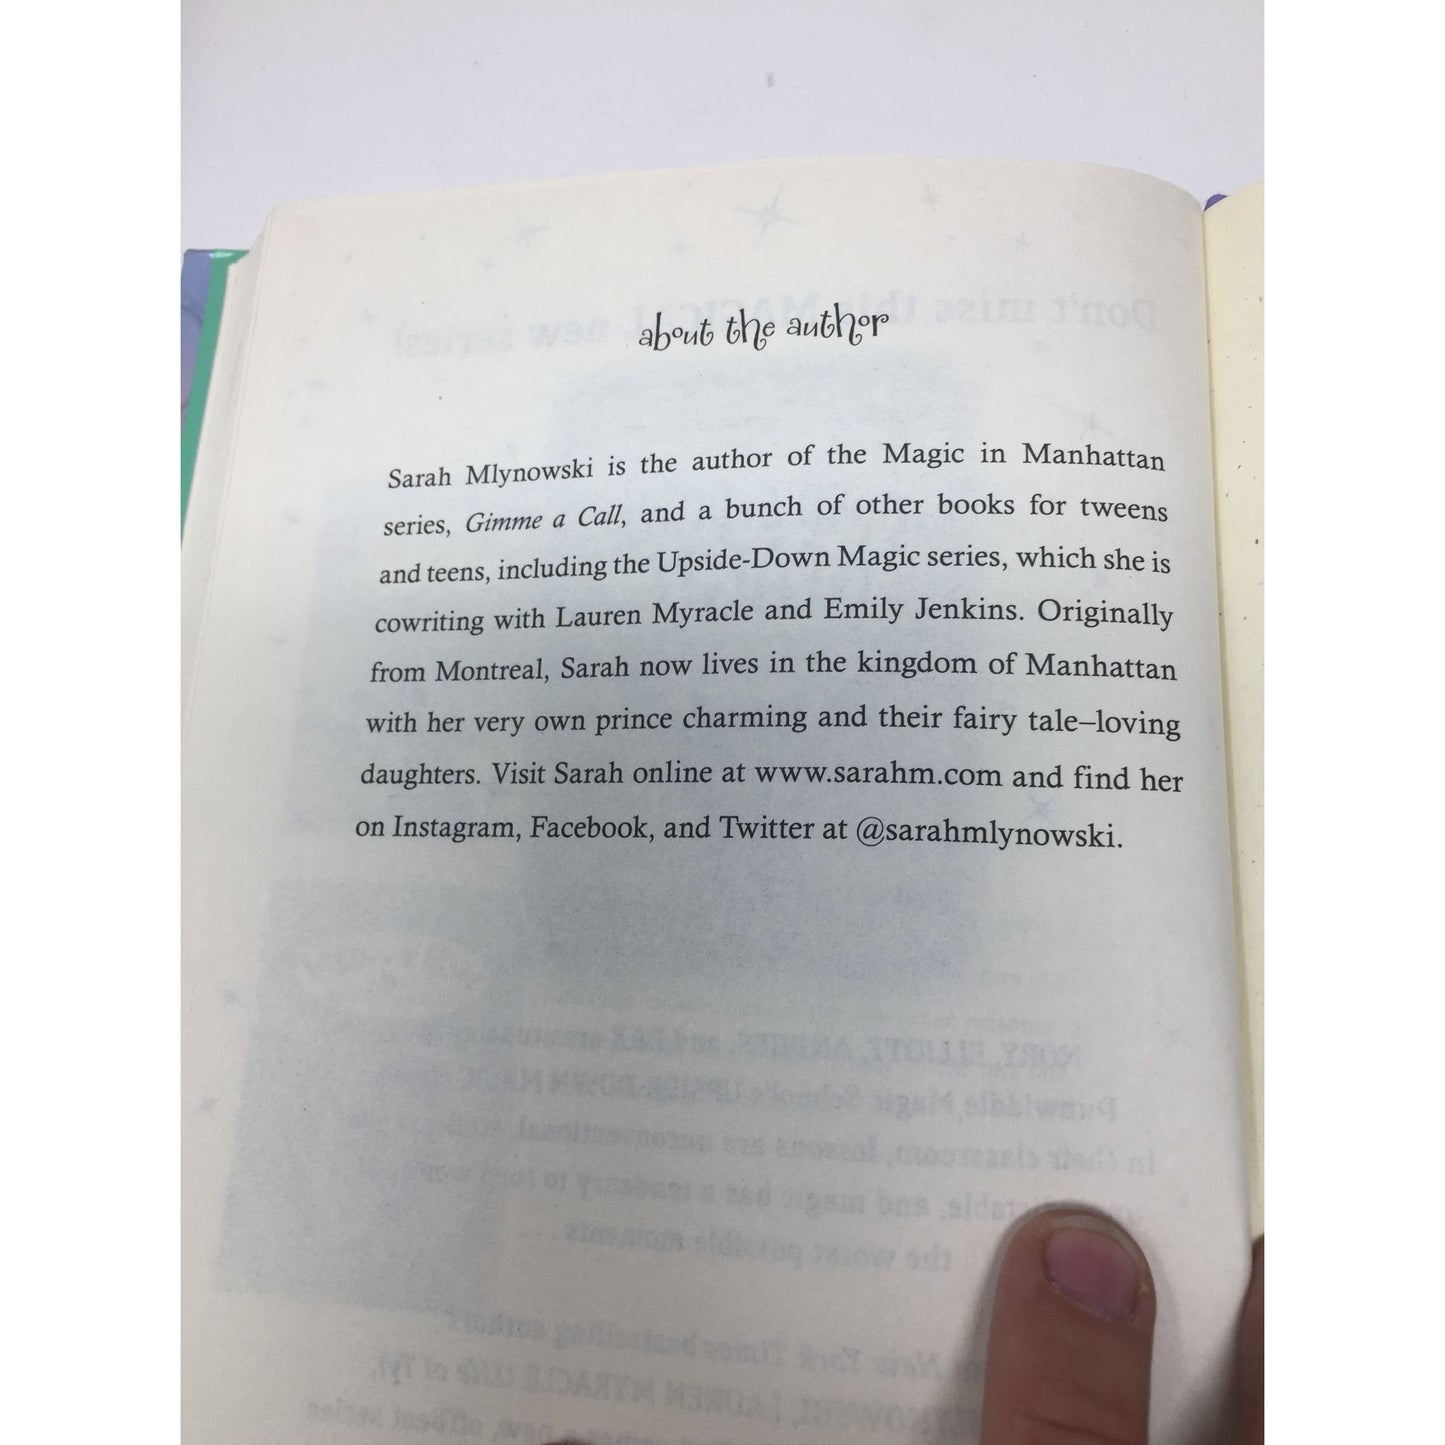 about the author
Sarah Mlynowski is the author of the Magic in Manhattan
series, Gimme a Call, and a bunch of other books for tweens
and teens, including the Upside-Down Magic series, which she is
cowriting with Lauren Myracle and Emily Jenkins. Originally
from Montreal, Sarah now lives in the kingdom of Manhattan
with her very own prince charming and their fairy tale–loving
daughters. Visit Sarah online at www.sarahm.com and find her
on Instagram, Facebook, and Twitter at @sarahmlynowski.